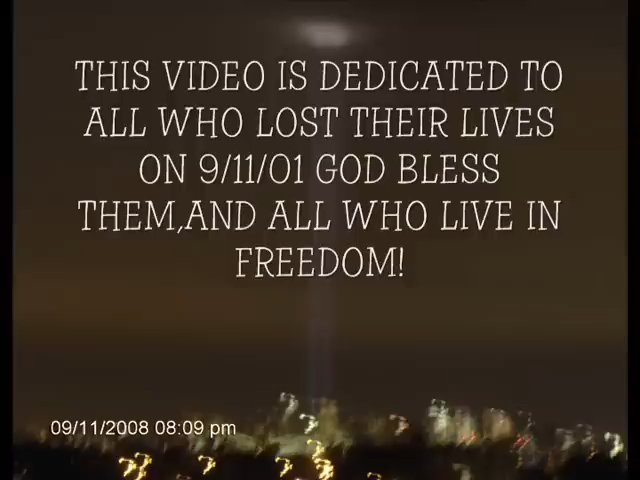 THIS VIDEO IS DEDICATED TO
ALL WHO LOST THEIR LIVES
ON 9/11/01 GOD BLESS
THEM,AND ALL WHO LIVE IN
FREEDOM!
09/11/2008 08:09 pm